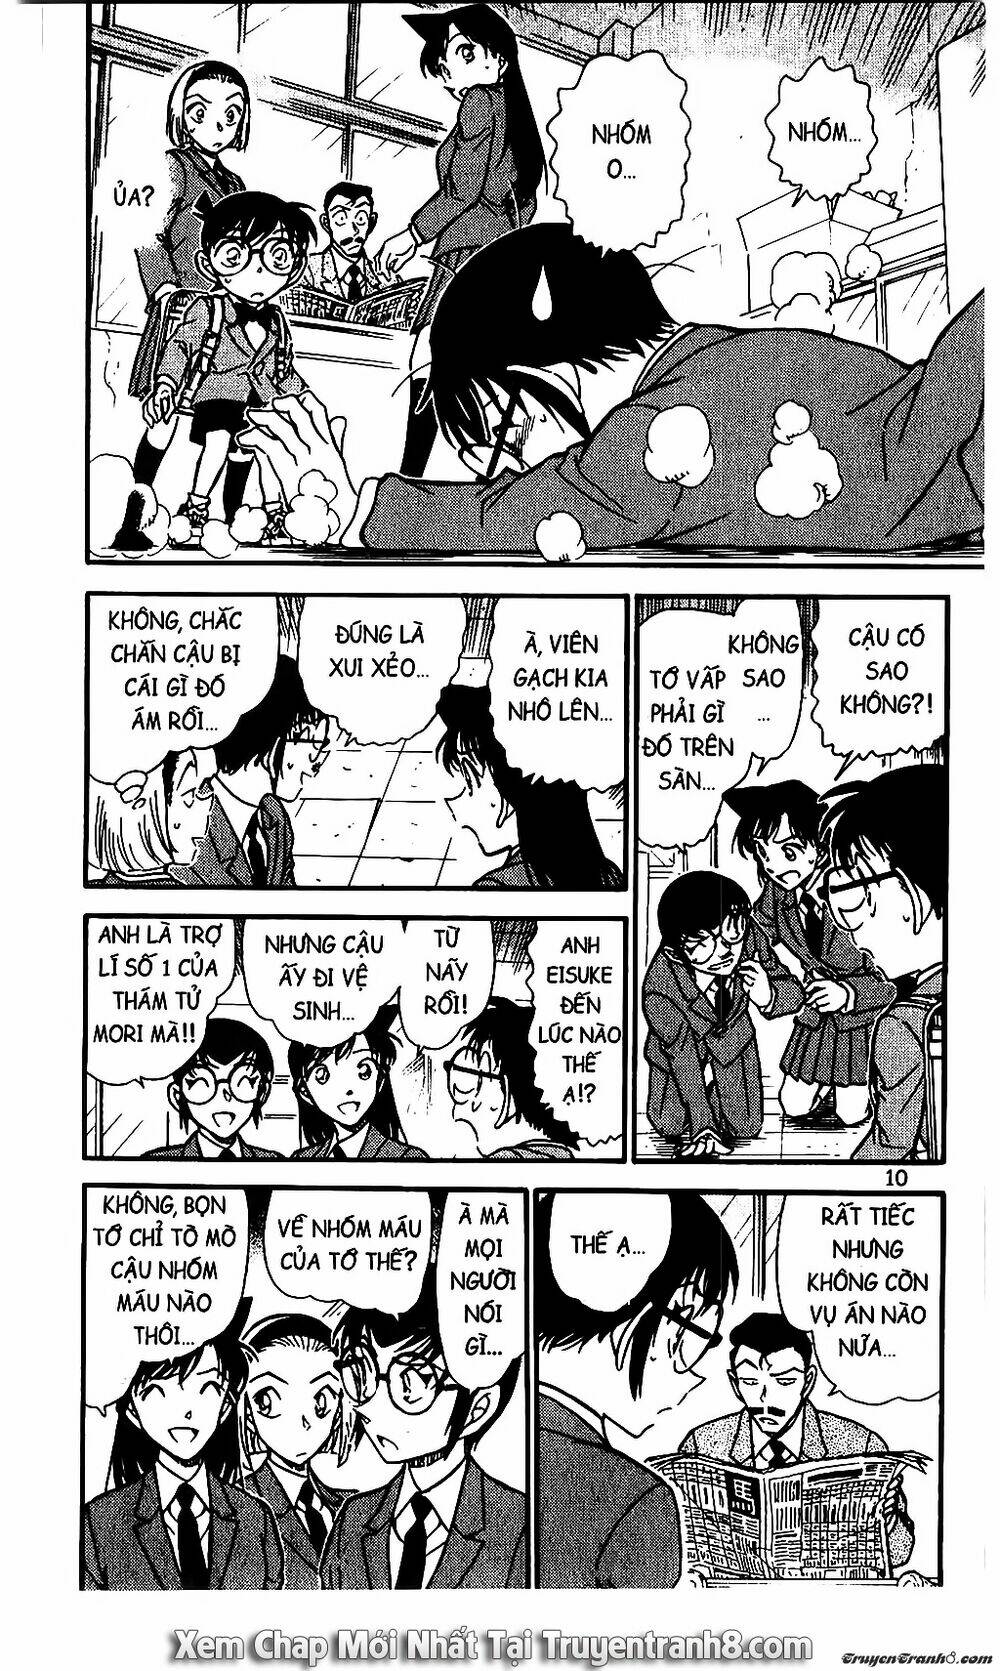 NHÓM...
NHÓM
O...
ỦA?
CẬU CÓ
SAO
KHÔNG?!
KHÔNG
SAO
...
TỚ VẤP
PHẢI GÌ
ĐÓ TRÊN
SÀN...
À, VIÊN
GẠCH KIA
NHÔ LÊN...
ĐÚNG LÀ
XUI XẺO...
KHÔNG, CHẮC
CHẮN CẬU BỊ
CÁI GÌ ĐÓ
ÁM RỒI...
ANH
EISUKE
ĐẾN
LÚC NÀO
THẾ
Ạ!?
TỪ
NÃY
RỒI!
NHƯNG CẬU
ẤY ĐI VỆ
SINH...
ANH LÀ TRỢ
LÍ SỐ 1 CỦA
THÁM TỬ
MORI MÀ!!
10
RẤT TIẾC
NHƯNG
KHÔNG CÒN
VỤ ÁN NÀO
NỮA...
THẾ Ạ...
À MÀ
MỌI
NGƯỜI
NÓI
GÌ...
VỀ NHÓM MÁU
CỦA TỚ THẾ?
KHÔNG, BỌN
TỚ CHỈ TÒ MÒ
CẬU NHÓM
MÁU NÀO
THÔI...
Xem Chap Mới Nhất Tại Truyentranh8.com
TruyenTranh8.com